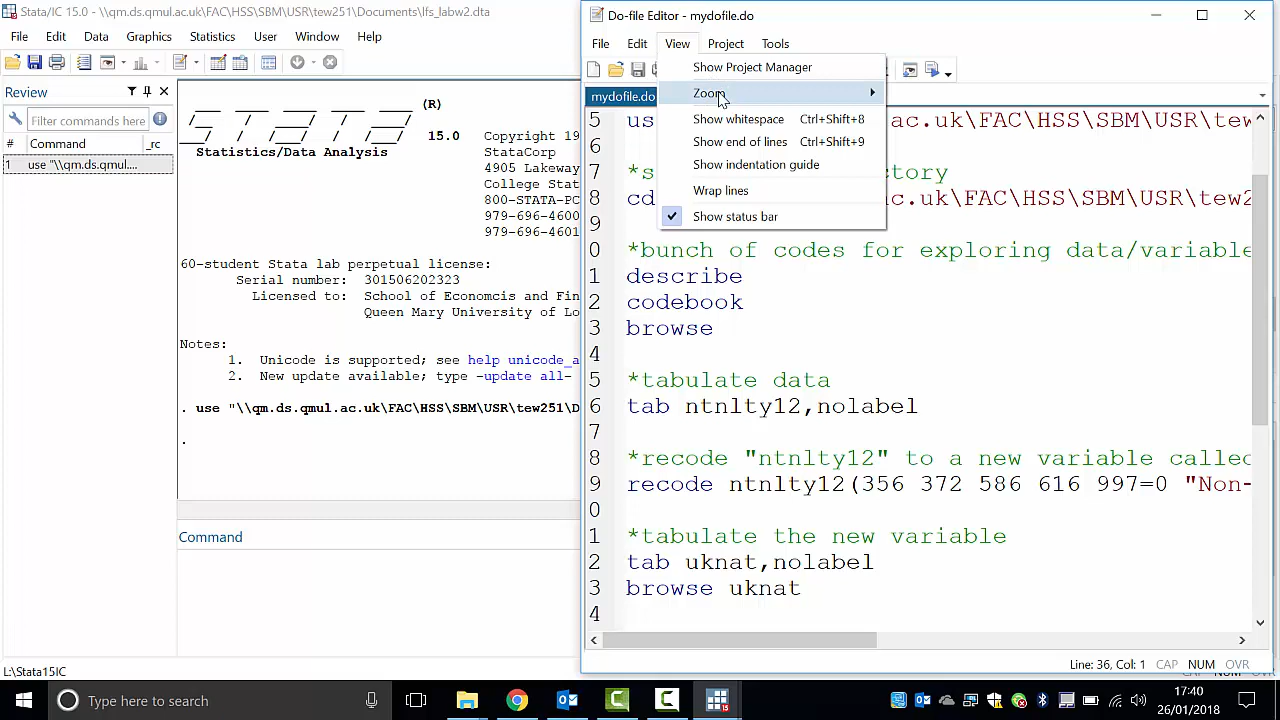 Stata/IC 15.0 - \\qm.ds.qmul.ac.uk\FAC\HSS\SBM\USR\tew251\Documents\lfs_labw2.dta
File Edit Data Graphics Statistics User Window Help
Review
Filter commands here
# Command _rc
1 use "\\qm.ds.qmul....
(R)
stata
15.0 Copyright 19
Statistics/Data Analysis StataCorp
4905 Lakeway
College Stat
800-STATA-PC
979-696-4600
979-696-4601
60-student Stata lab perpetual license:
Serial number: 301506202323
Licensed to: School of Economcis and Fin
Queen Mary University of Lo
Notes:
1. Unicode is supported; see help unicode_a
2. New update available; type -update all-
. use "\\qm.ds.qmul.ac.uk\FAC\HSS\SBM\USR\tew251\D
.
Command
L:\Stata15IC
Do-file Editor - mydofile.do
File Edit View Project Tools
Show Project Manager
Zoom
Show whitespace Ctrl+Shift+8
Show end of lines Ctrl+Shift+9
Show indentation guide
Wrap lines
Show status bar
mydofile.do
5 us ac.uk\FAC\HSS\SBM\USR\tew
6
7 *s ctory
8 cd c.uk\FAC\HSS\SBM\USR\tew2
9
0 *bunch of codes for exploring data/variable
1 describe
2 codebook
3 browse
4
5 *tabulate data
6 tab ntnlty12,nolabel
7
8 *recode "ntnlty12" to a new variable called
9 recode ntnlty12(356 372 586 616 997=0 "Non-
0
1 *tabulate the new variable
2 tab uknat,nolabel
3 browse uknat
4
Line: 36, Col: 1 CAP NUM OVR
Type here to search
17:40
26/01/2018